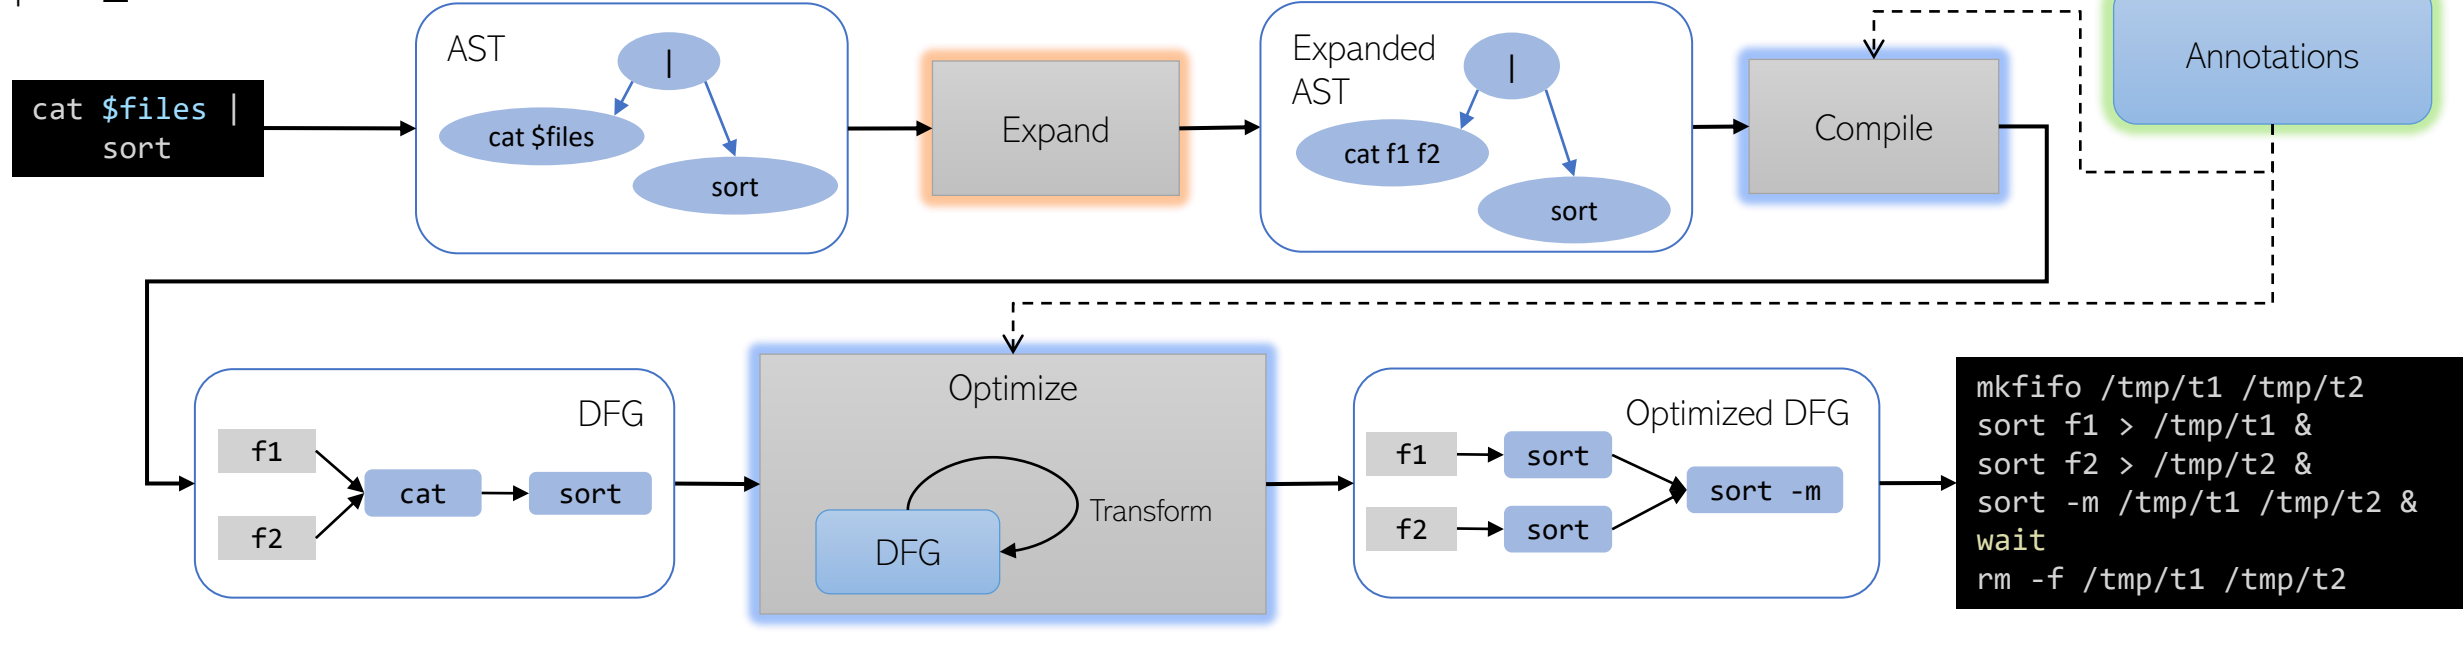 cat $files |
sort
AST
|
cat $files
sort
Expand
Expanded
AST
|
cat f1 f2
sort
Compile
Annotations
DFG
f1
f2
cat
sort
Optimize
DFG
Transform
Optimized DFG
f1
sort
f2
sort
sort -m
mkfifo /tmp/t1 /tmp/t2
sort f1 > /tmp/t1 &
sort f2 > /tmp/t2 &
sort -m /tmp/t1 /tmp/t2 &
wait
rm -f /tmp/t1 /tmp/t2